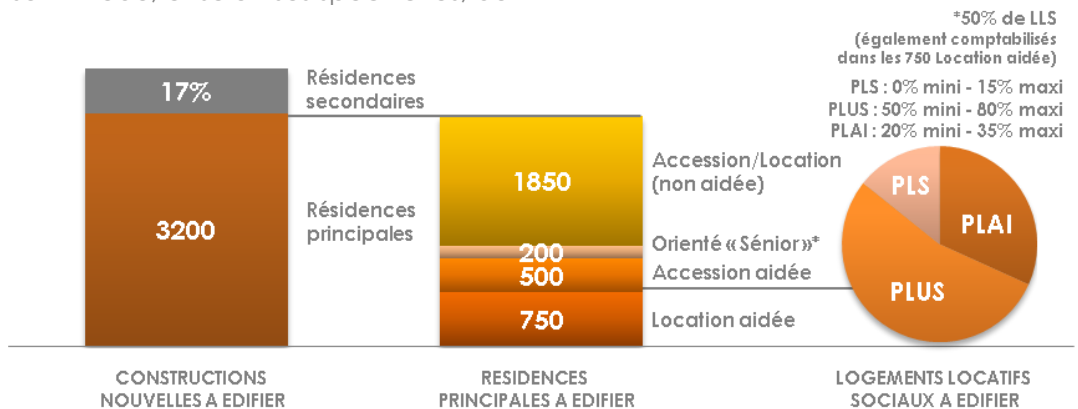 *50% de LLS
(également comptabilisés
dans les 750 Location aidée)
PLS : 0% mini - 15% maxi
PLUS : 50% mini - 80% maxi
PLAI : 20% mini - 35% maxi
17%
Résidences
secondaires
3200
Résidences
principales
1850
Accession/Location
(non aidée)
200
Orienté « Sénior »*
500
Accession aidée
750
Location aidée
PLS
PLAI
PLUS
CONSTRUCTIONS
NOUVELLES A EDIFIER
RESIDENCES
PRINCIPALES A EDIFIER
LOGEMENTS LOCATIFS
SOCIAUX A EDIFIER